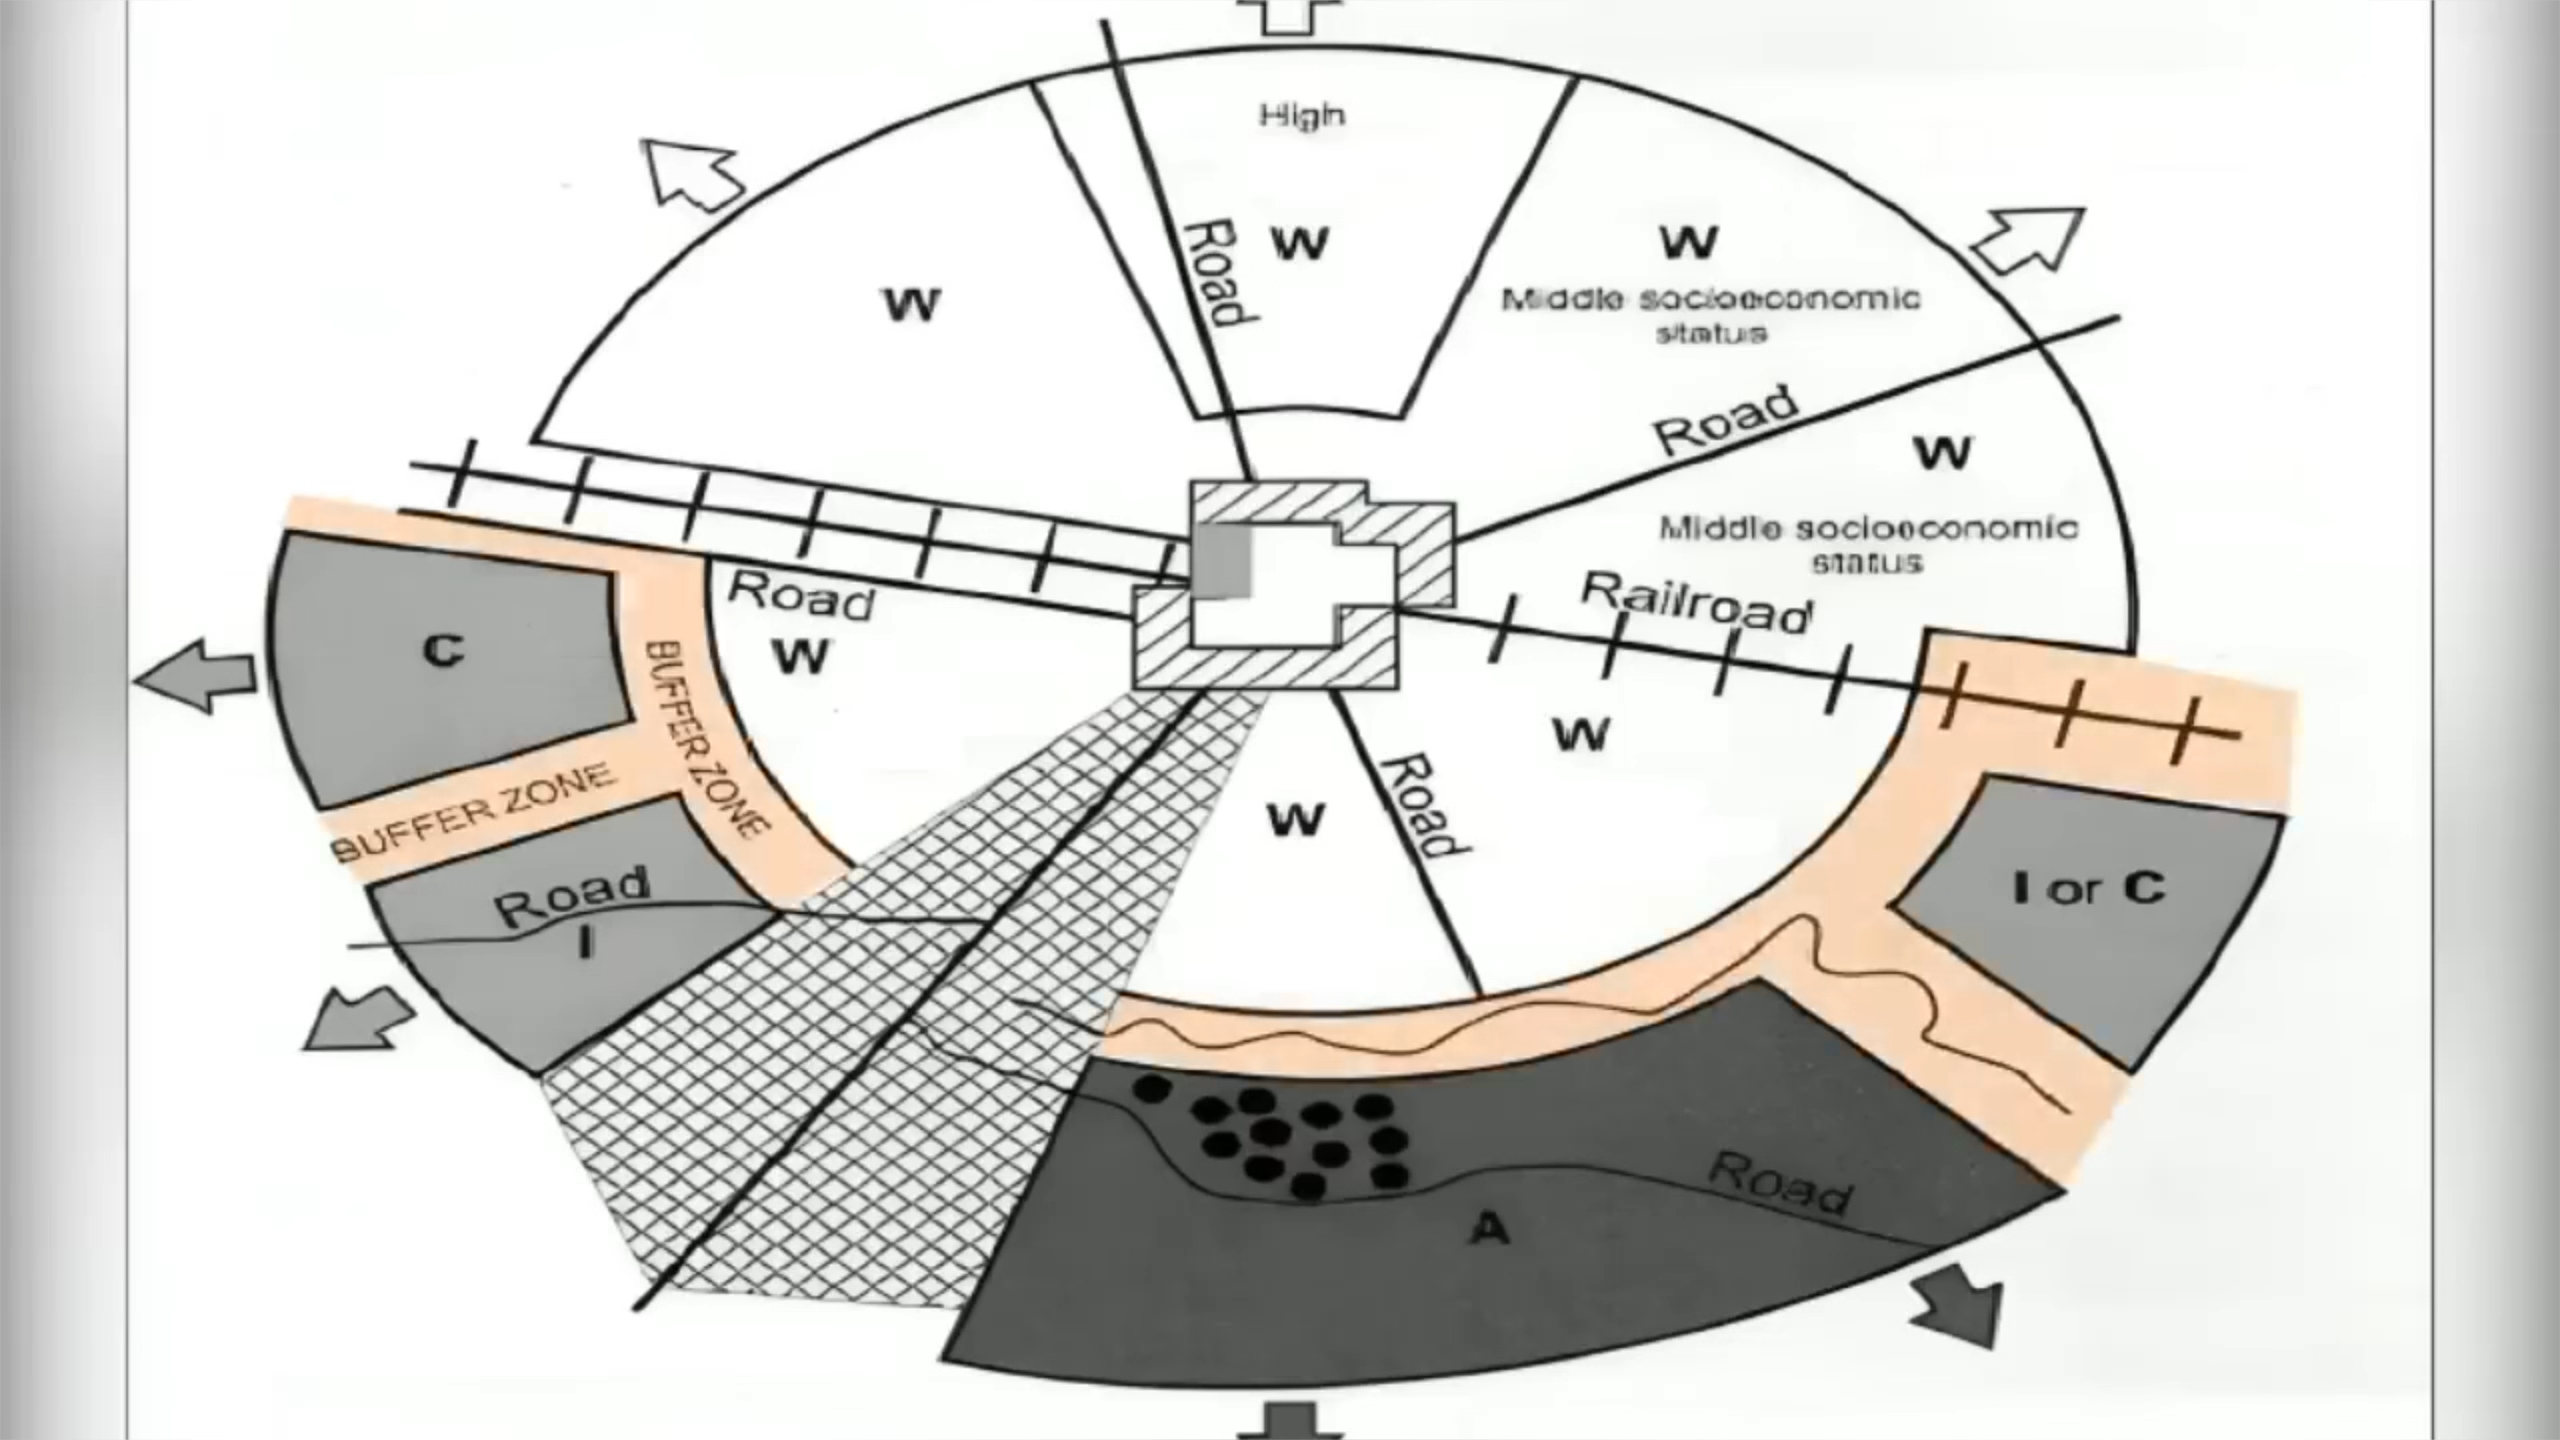 High
W
Road
W
Middle socioeconomic
status
W
Road
W
Middle socioeconomic
status
Railroad
Road
W
C
BUFFER ZONE
BUFFER ZONE
W
W
Road
Road
I
I or C
Road
A